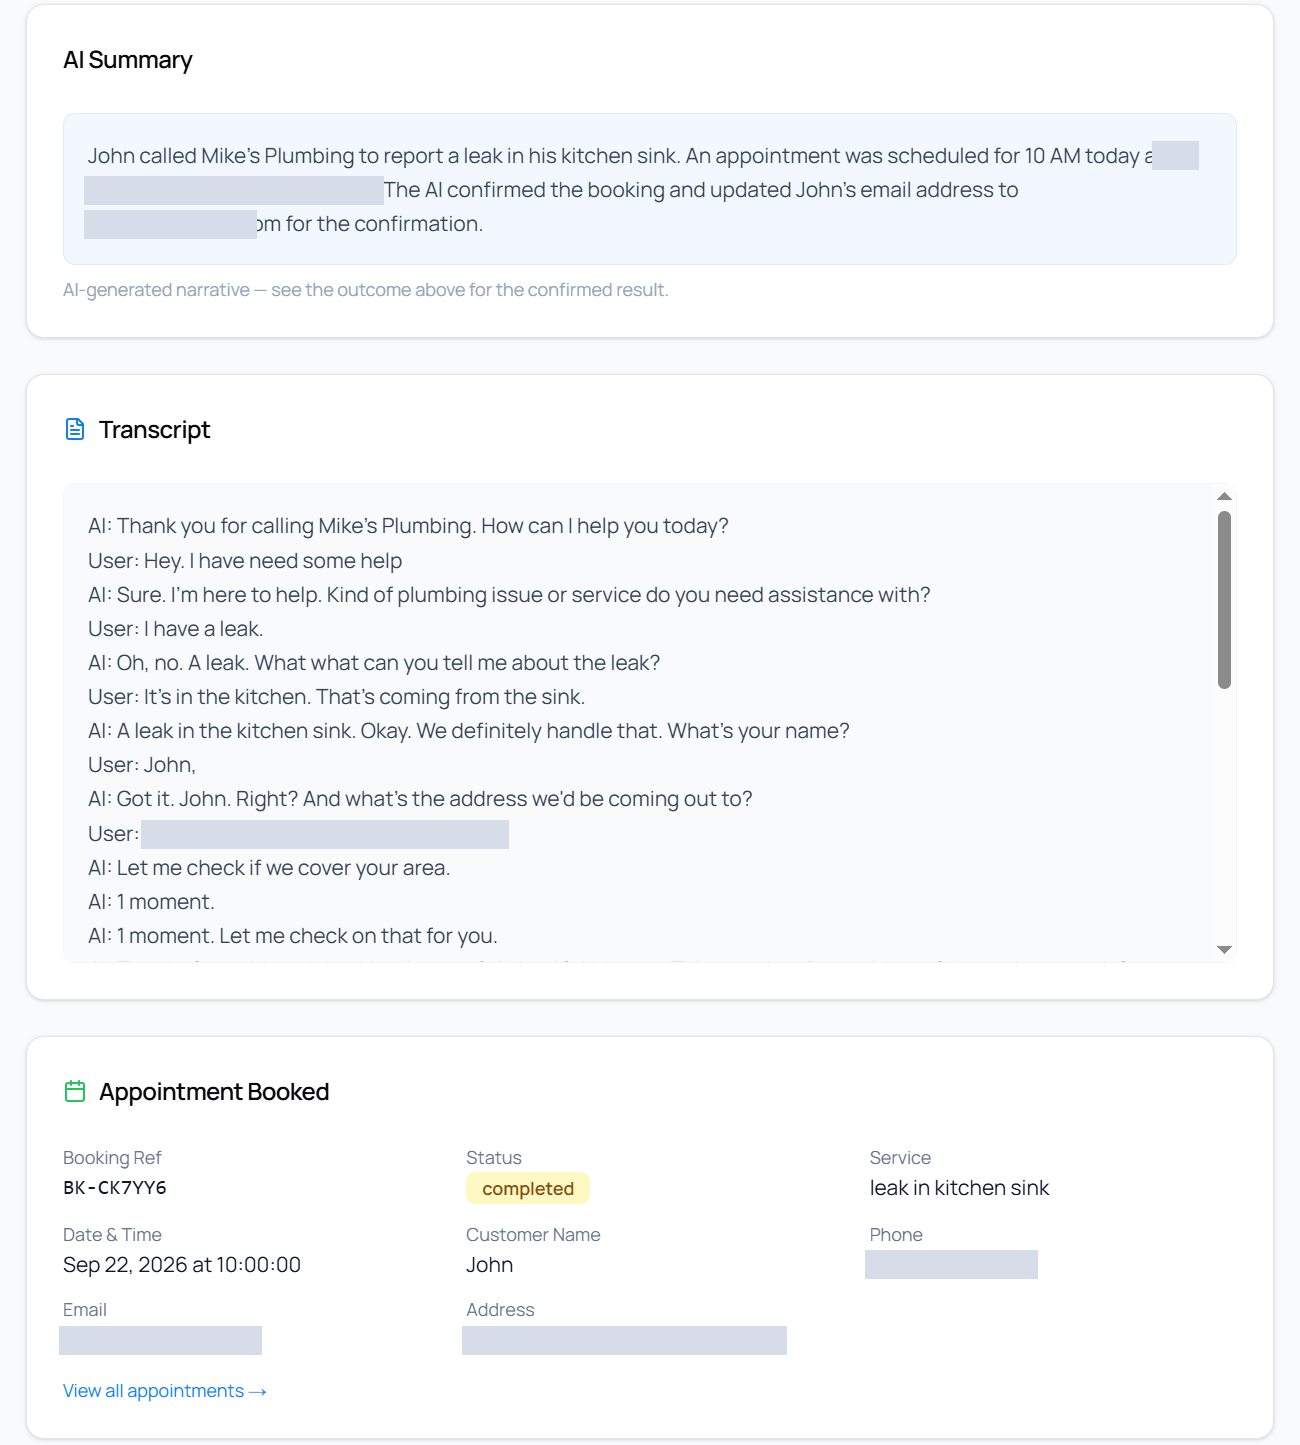 AI Summary
John called Mike's Plumbing to report a leak in his kitchen sink. An appointment was scheduled for 10 AM today
The AI confirmed the booking and updated John's email address to
om for the confirmation.
AI-generated narrative — see the outcome above for the confirmed result.
Transcript
AI: Thank you for calling Mike's Plumbing. How can I help you today?
User: Hey. I have need some help
AI: Sure. I'm here to help. Kind of plumbing issue or service do you need assistance with?
User: I have a leak.
AI: Oh, no. A leak. What what can you tell me about the leak?
User: It's in the kitchen. That's coming from the sink.
AI: A leak in the kitchen sink. Okay. We definitely handle that. What's your name?
User: John,
AI: Got it. John. Right? And what's the address we'd be coming out to?
User:
AI: Let me check if we cover your area.
AI: 1 moment.
AI: 1 moment. Let me check on that for you.
Appointment Booked
Booking Ref Status Service
BK-CK7YY6 completed leak in kitchen sink
Date & Time Customer Name Phone
Sep 22, 2026 at 10:00:00 John
Email Address
View all appointments →